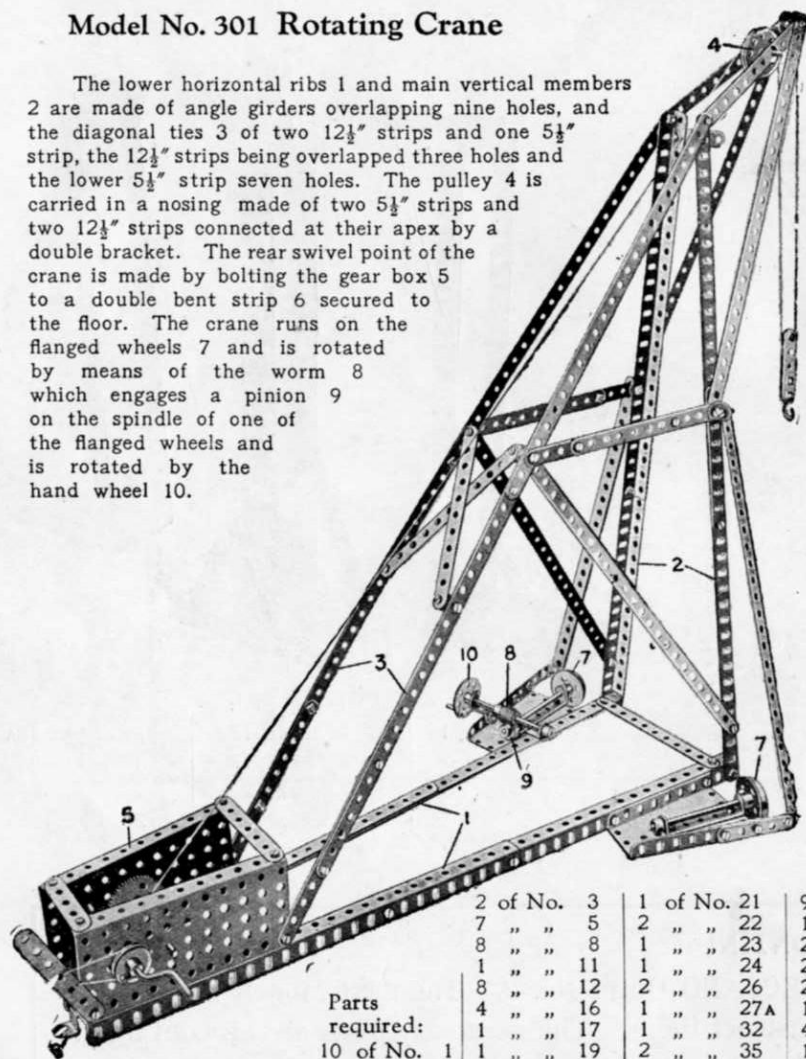 Model No. 301 Rotating Crane
The lower horizontal ribs 1 and main vertical members
2 are made of angle girders overlapping nine holes, and
the diagonal ties 3 of two 12½″ strips and one 5½″
strip, the 12½″ strips being overlapped three holes and
the lower 5½″ strip seven holes. The pulley 4 is
carried in a nosing made of two 5½″ strips and
two 12½″ strips connected at their apex by a
double bracket. The rear swivel point of the
crane is made by bolting the gear box 5
to a double bent strip 6 secured to
the floor. The crane runs on the
flanged wheels 7 and is rotated
by means of the worm 8
which engages a pinion 9
on the spindle of one of
the flanged wheels and
is rotated by the
hand wheel 10.
4
2
3
10 8 7
9
7
5
1
Parts
required:
10 of No. 1
2 of No. 3
7 „ „ 5
8 „ „ 8
1 „ „ 11
8 „ „ 12
4 „ „ 16
1 „ „ 17
1 „ „ 19
1 of No. 21
2 „ „ 22
1 „ „ 23
1 „ „ 24
2 „ „ 26
1 „ „ 27A
1 „ „ 32
2 „ „ 35